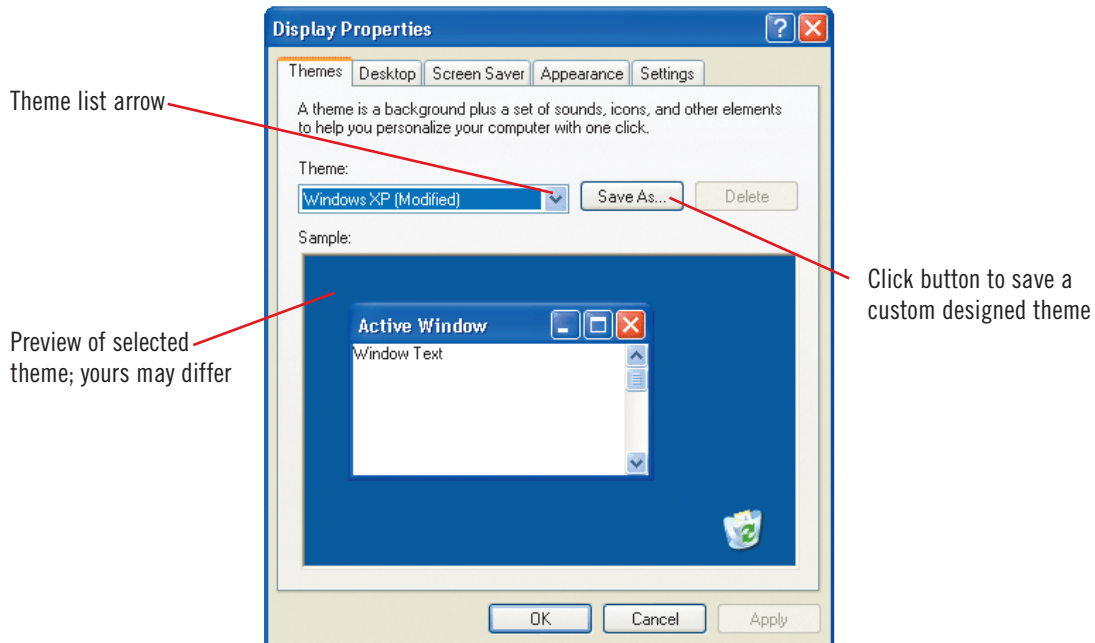 Display Properties
Themes Desktop Screen Saver Appearance Settings
Theme list arrow
A theme is a background plus a set of sounds, icons, and other elements
to help you personalize your computer with one click.
Theme:
Windows XP (Modified) Save As... Delete
Sample:
Click button to save a
custom designed theme
Active Window
Window Text
Preview of selected
theme; yours may differ
OK Cancel Apply